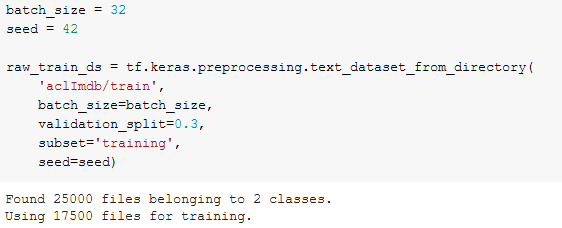 batch_size = 32
seed = 42
raw_train_ds = tf.keras.preprocessing.text_dataset_from_directory(
    'aclImdb/train',
    batch_size=batch_size,
    validation_split=0.3,
    subset='training',
    seed=seed)
Found 25000 files belonging to 2 classes.
Using 17500 files for training.